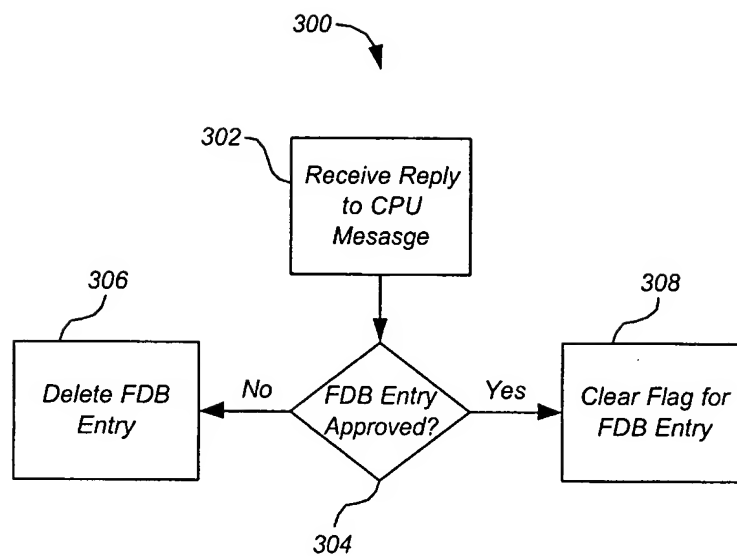 300
302
Receive Reply
to CPU
Mesasge
306
308
Delete FDB
Entry
No
FDB Entry
Approved?
Yes
Clear Flag for
FDB Entry
304